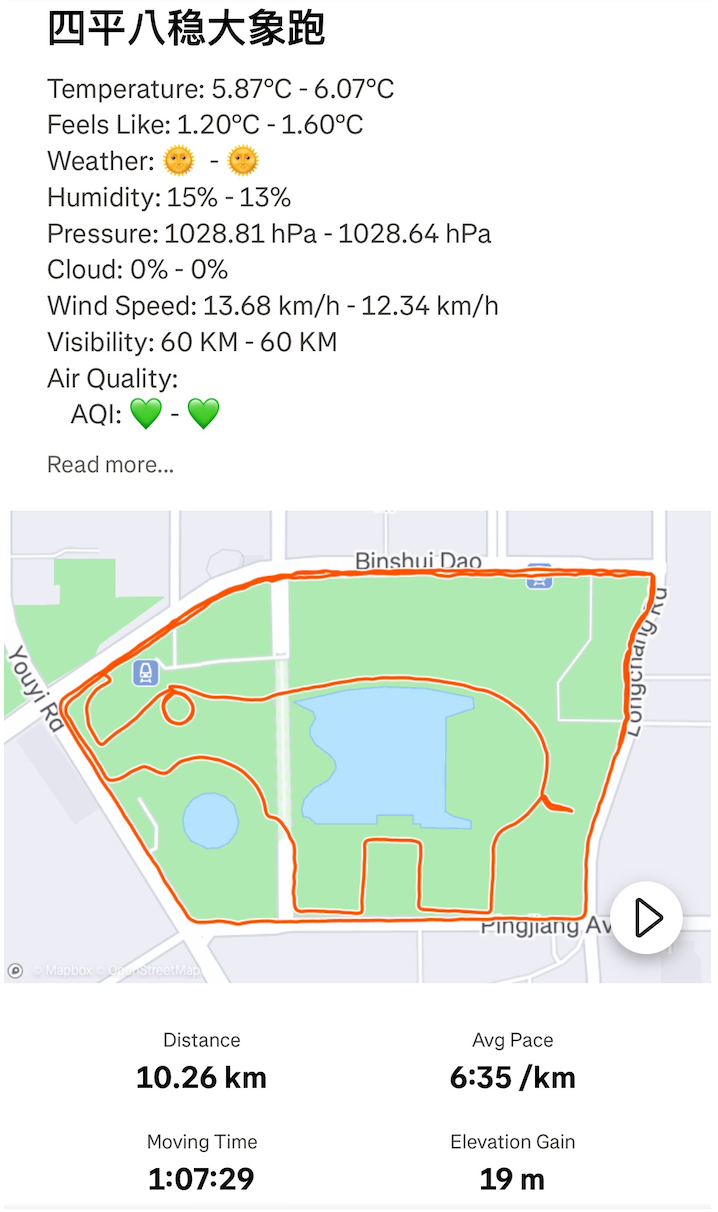 四平八稳大象跑
Temperature: 5.87°C - 6.07°C
Feels Like: 1.20°C - 1.60°C
Weather: 🌞 - 🌞
Humidity: 15% - 13%
Pressure: 1028.81 hPa - 1028.64 hPa
Cloud: 0% - 0%
Wind Speed: 13.68 km/h - 12.34 km/h
Visibility: 60 KM - 60 KM
Air Quality:
AQI: 💚 - 💚
Read more...
Binshui Dao
Longchang Rd
Youyi Rd
Pingjiang Av
© Mapbox © OpenStreetMap
Distance
10.26 km
Avg Pace
6:35 /km
Moving Time
1:07:29
Elevation Gain
19 m